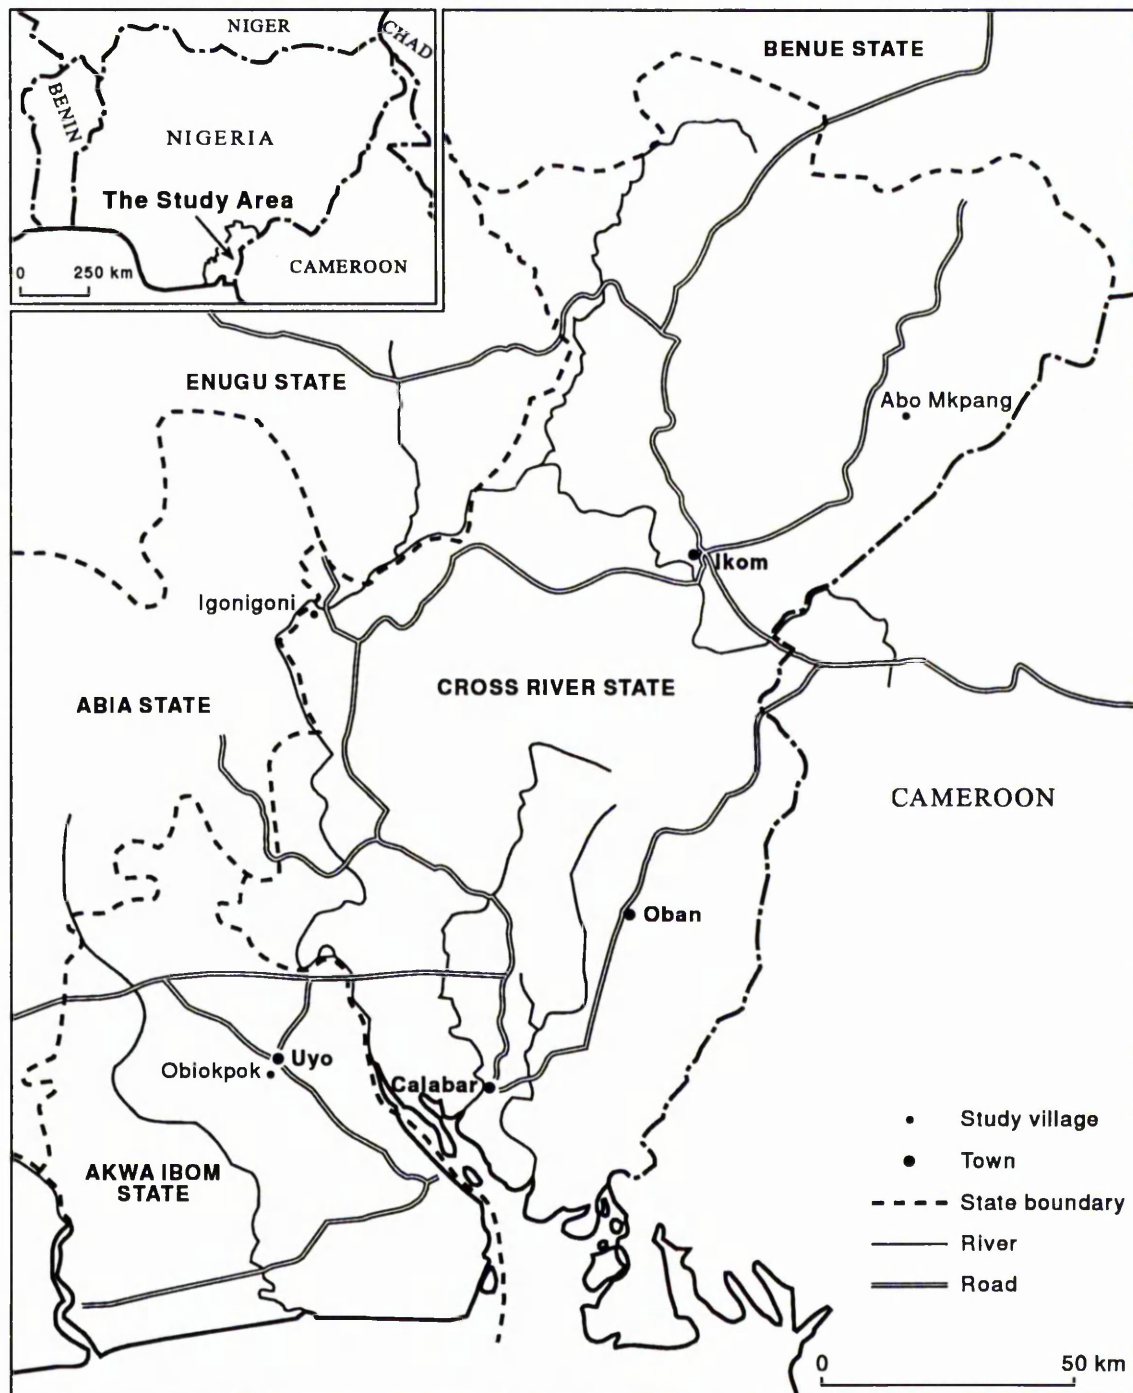 NIGER
CHAD
BENIN
NIGERIA
The Study Area
CAMEROON
0 250 km
BENUE STATE
ENUGU STATE
Abo Mkpang
Ikom
Igonigoni
CROSS RIVER STATE
ABIA STATE
CAMEROON
Oban
Uyo
Obiokpok
Calabar
AKWA IBOM
STATE
Study village
Town
State boundary
River
Road
0 50 km